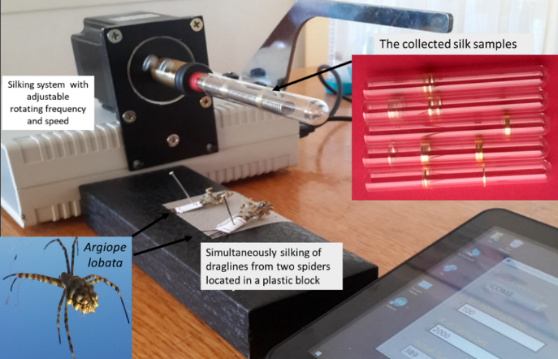 The collected silk samples
Silking system with
adjustable
rotating frequency
and speed
Argiope
lobata
Simultaneously silking of
draglines from two spiders
located in a plastic block